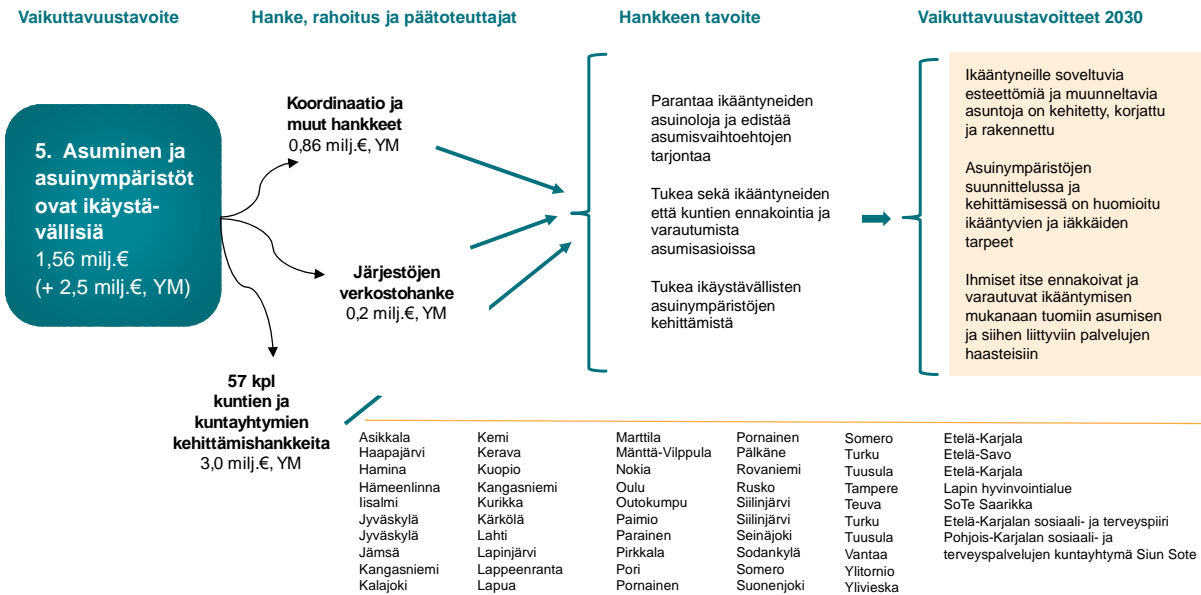 Vaikuttavuustavoite
Hanke, rahoitus ja päätoteuttajat
Hankkeen tavoite
Vaikuttavuustavoitteet 2030
5. Asuminen ja
asuinympäristöt
ovat ikäystä-
vällisiä
1,56 milj.€
(+ 2,5 milj.€, YM)
Koordinaatio ja
muut hankkeet
0,86 milj.€, YM
Järjestöjen
verkostohanke
0,2 milj.€, YM
57 kpl
kuntien ja
kuntayhtymien
kehittämishankkeita
3,0 milj.€, YM
Parantaa ikääntyneiden
asuinoloja ja edistää
asumisvaihtoehtojen
tarjontaa
Tukea sekä ikääntyneiden
että kuntien ennakointia ja
varautumista
asumisasioissa
Tukea ikäystävällisten
asuinympäristöjen
kehittämistä
Ikääntyneille soveltuvia
esteettömiä ja muunneltavia
asuntoja on kehitetty, korjattu
ja rakennettu
Asuinympäristöjen
suunnittelussa ja
kehittämisessä on huomioitu
ikääntyvien ja iäkkäiden
tarpeet
Ihmiset itse ennakoivat ja
varautuvat ikääntymisen
mukanaan tuomiin asumisen
ja siihen liittyviin palvelujen
haasteisiin
Asikkala
Haapajärvi
Hamina
Hämeenlinna
Iisalmi
Jyväskylä
Jyväskylä
Jämsä
Kangasniemi
Kalajoki
Kemi
Kerava
Kuopio
Kangasniemi
Kurikka
Kärkölä
Lahti
Lapinjärvi
Lappeenranta
Lapua
Marttila
Mänttä-Vilppula
Nokia
Oulu
Outokumpu
Paimio
Parainen
Pirkkala
Pori
Pornainen
Pornainen
Pälkäne
Rovaniemi
Rusko
Siilinjärvi
Siilinjärvi
Seinäjoki
Sodankylä
Somero
Suonenjoki
Somero
Turku
Tuusula
Tampere
Teuva
Turku
Tuusula
Vantaa
Ylitornio
Ylivieska
Etelä-Karjala
Etelä-Savo
Etelä-Karjala
Lapin hyvinvointialue
SoTe Saarikka
Etelä-Karjalan sosiaali- ja terveyspiiri
Pohjois-Karjalan sosiaali- ja
terveyspalvelujen kuntayhtymä Siun Sote